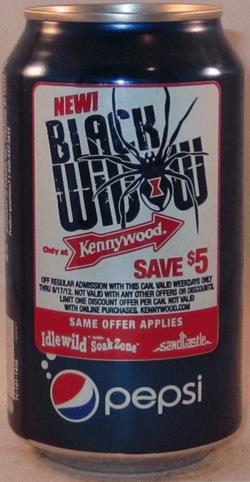 NEW!
BLACK
WIDOW
Only at Kennywood.
SAVE $5
OFF REGULAR ADMISSION WITH THIS CAN. VALID WEEKDAYS ONLY
THRU 8/17/12. NOT VALID WITH ANY OTHER OFFERS OR DISCOUNTS.
LIMIT ONE DISCOUNT OFFER PER CAN. NOT VALID
WITH ONLINE PURCHASES. KENNYWOOD.COM
SAME OFFER APPLIES
Idlewild AND SoakZone Sandcastle
pepsi